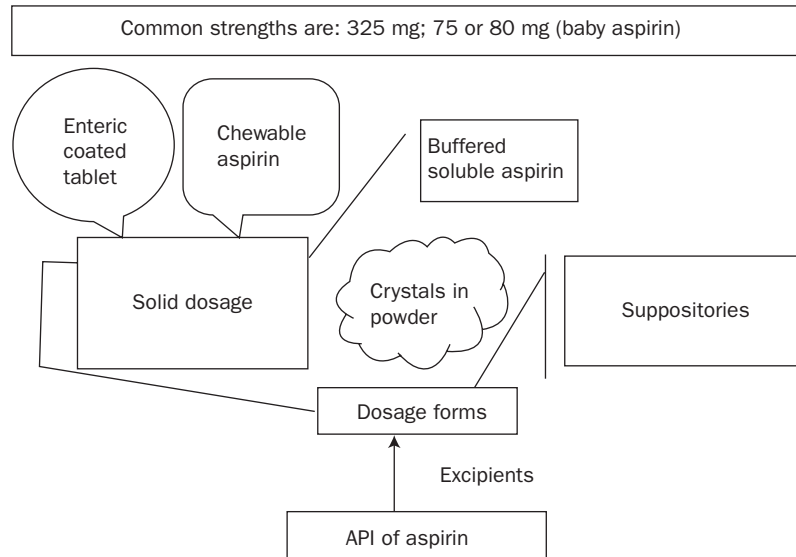 Common strengths are: 325 mg; 75 or 80 mg (baby aspirin)
Enteric
coated
tablet
Chewable
aspirin
Buffered
soluble aspirin
Solid dosage
Crystals in
powder
Suppositories
Dosage forms
Excipients
API of aspirin